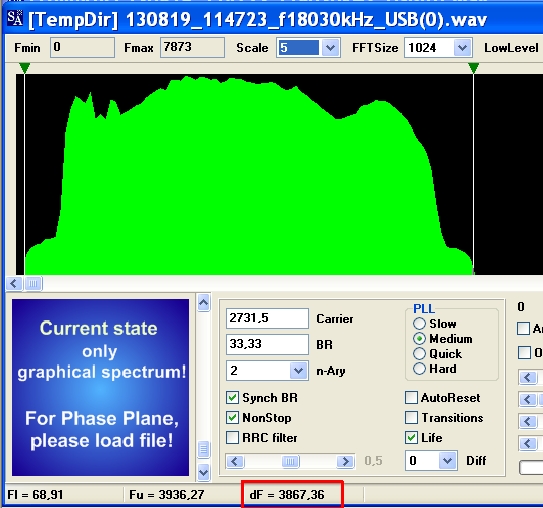 SA [TempDir] 130819_114723_f18030kHz_USB(0).wav
Fmin 0 Fmax 7873 Scale 5 FFTSize 1024 LowLevel
Current state
only
graphical spectrum!
For Phase Plane,
please load file!
2731,5 Carrier
33,33 BR
2 n-Ary
Synch BR
NonStop
RRC filter
0,5
PLL
Slow
Medium
Quick
Hard
AutoReset
Transitions
Life
0 Diff
0
Fl = 68,91 Fu = 3936,27 dF = 3867,36